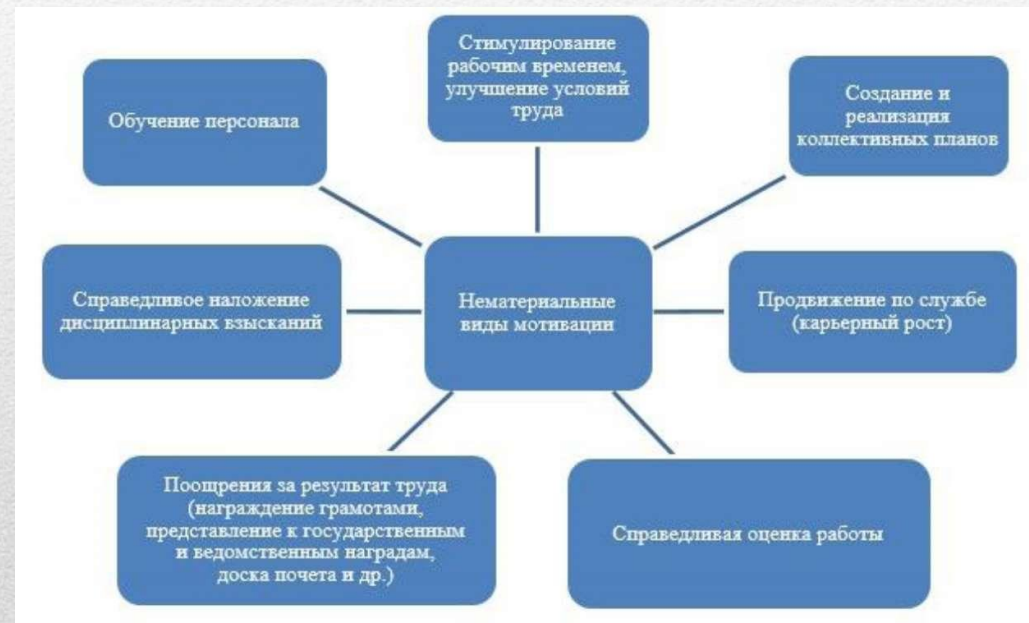 Стимулирование
рабочим временем,
улучшение условий
труда
Обучение персонала
Создание и
реализация
коллективных планов
Справедливое наложение
дисциплинарных взысканий
Нематериальные
виды мотивации
Продвижение по службе
(карьерный рост)
Поощрения за результат труда
(награждение грамотами,
представление к государственным
и ведомственным наградам,
доска почета и др.)
Справедливая оценка работы